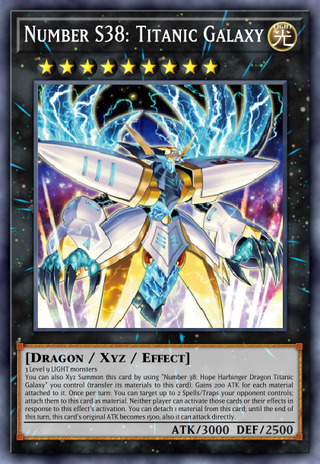 Number S38: Titanic Galaxy
LIGHT
光
[Dragon / Xyz / Effect]
3 Level 9 LIGHT monsters
You can also Xyz Summon this card by using "Number 38: Hope Harbinger Dragon Titanic
Galaxy" you control (transfer its materials to this card). Gains 200 ATK for each material
attached to it. Once per turn: You can target up to 2 Spells/Traps your opponent controls;
attach them to this card as material. Neither player can activate those cards or their effects in
response to this effect's activation. You can detach 1 material from this card; until the end of
this turn, this card's original ATK becomes 1500, also it can attack directly.
ATK/3000 DEF/2500